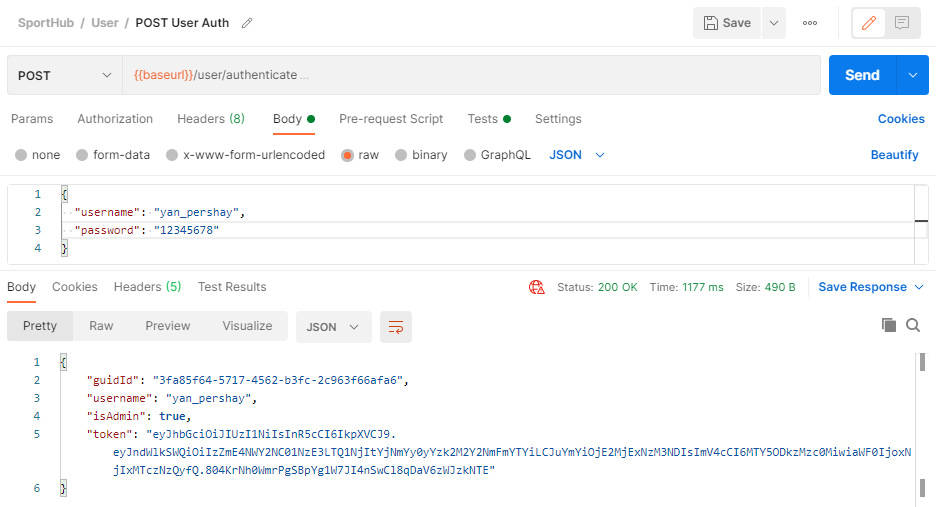 SportHub / User / POST User Auth
Save
POST {{baseurl}}/user/authenticate ... Send
Params Authorization Headers (8) Body Pre-request Script Tests Settings Cookies
none form-data x-www-form-urlencoded raw binary GraphQL JSON Beautify
1 {
2 "username": "yan_pershay",
3 "password": "12345678"
4 }
Body Cookies Headers (5) Test Results Status: 200 OK Time: 1177 ms Size: 490 B Save Response
Pretty Raw Preview Visualize JSON
1 {
2 "guidId": "3fa85f64-5717-4562-b3fc-2c963f66afa6",
3 "username": "yan_pershay",
4 "isAdmin": true,
5 "token": "eyJhbGciOiJIUzI1NiIsInR5cCI6IkpXVCJ9.
eyJndWlkSWQiOiIzZmE4NWY2NC01NzE3LTQ1NjItYjNmYy0yYzk2M2Y2NmFmYTYiLCJuYmYiOjE2MjExNzM3NDIsImV4cCI6MTY5ODkzMzc0MiwiaWF0IjoxN
jIxMTczNzQyfQ.804KrNh0WmrPgSBpYg1W7JI4nSwCl8qDaV6zWJzkNTE"
6 }